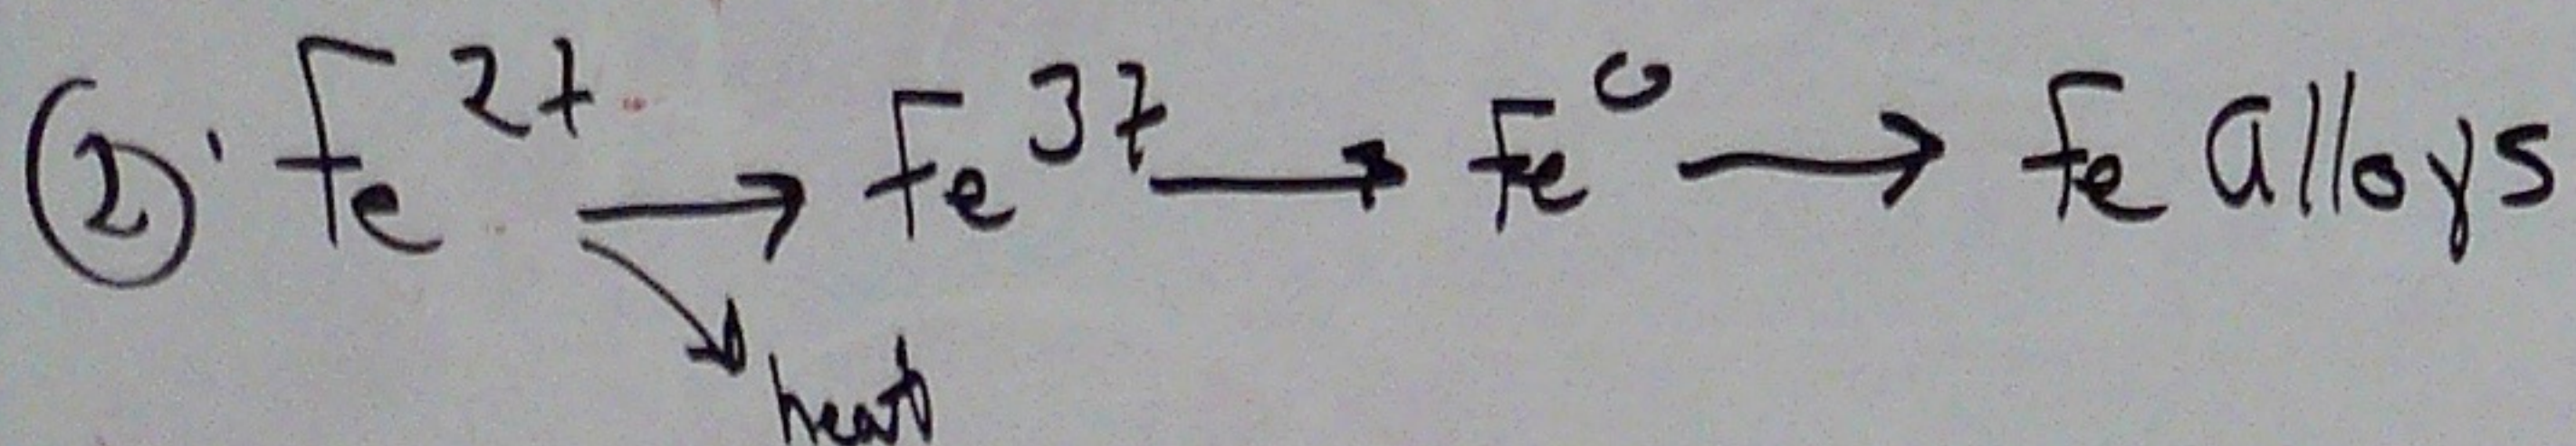 ②. Fe²⁺ → Fe³⁺ → Fe⁰ → Fe alloys
heat